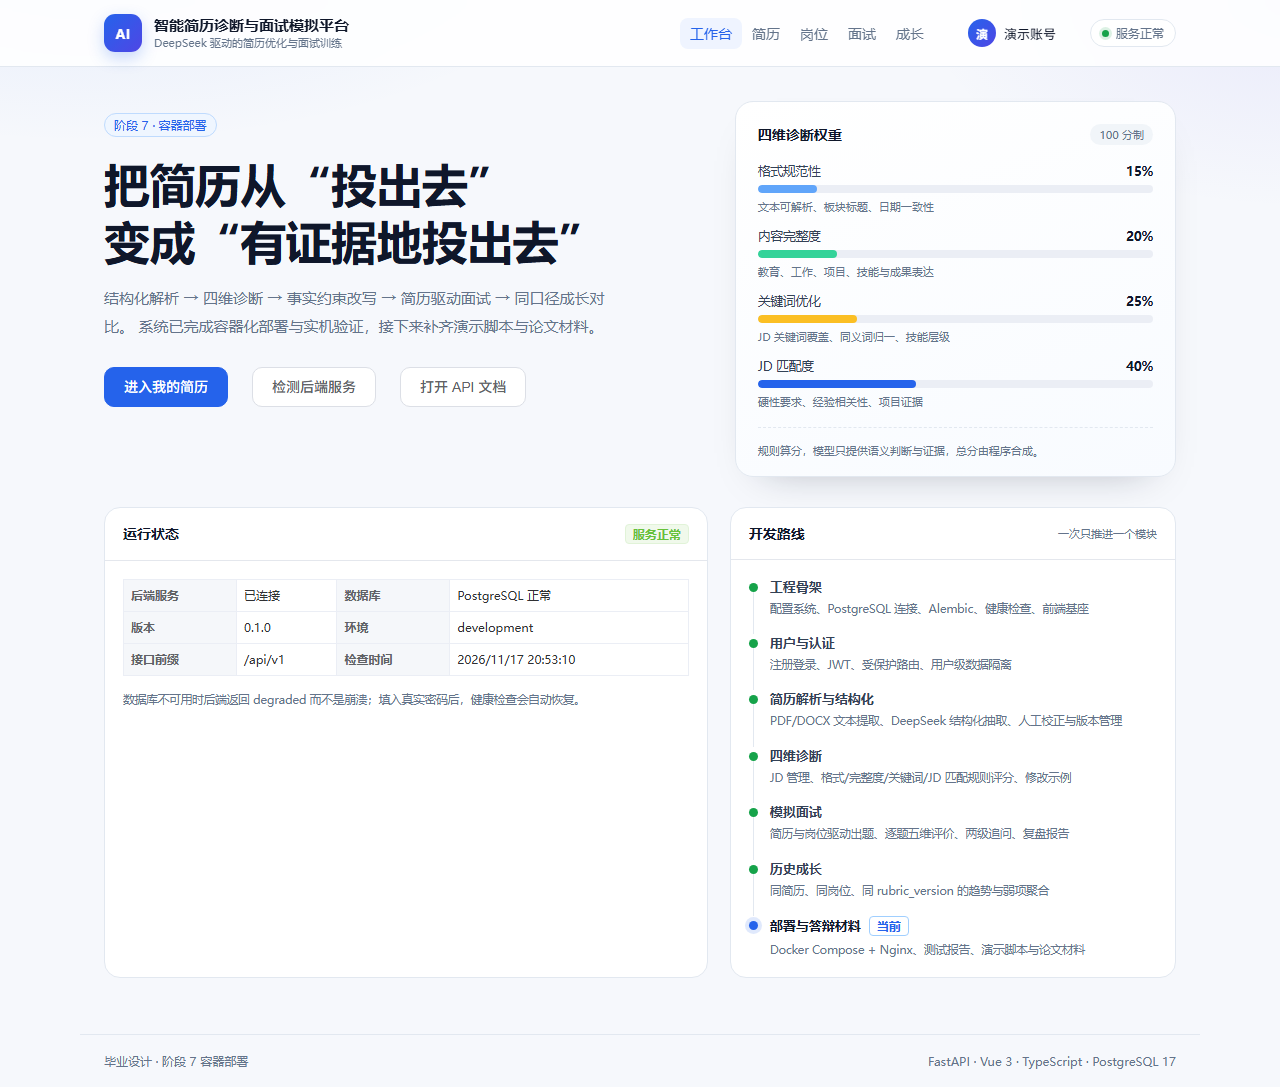 AI
智能简历诊断与面试模拟平台
DeepSeek 驱动的简历优化与面试训练
工作台 简历 岗位 面试 成长
演 演示账号
服务正常
阶段 7 · 容器部署
把简历从“投出去”
变成“有证据地投出去”
结构化解析 → 四维诊断 → 事实约束改写 → 简历驱动面试 → 同口径成长对
比。 系统已完成容器化部署与实机验证，接下来补齐演示脚本与论文材料。
进入我的简历 检测后端服务 打开 API 文档
四维诊断权重 100 分制
格式规范性 15%
文本可解析、板块标题、日期一致性
内容完整度 20%
教育、工作、项目、技能与成果表达
关键词优化 25%
JD 关键词覆盖、同义词归一、技能层级
JD 匹配度 40%
硬性要求、经验相关性、项目证据
规则算分，模型只提供语义判断与证据，总分由程序合成。
运行状态 服务正常
后端服务 已连接 数据库 PostgreSQL 正常
版本 0.1.0 环境 development
接口前缀 /api/v1 检查时间 2026/11/17 20:53:10
数据库不可用时后端返回 degraded 而不是崩溃；填入真实密码后，健康检查会自动恢复。
开发路线 一次只推进一个模块
工程骨架
配置系统、PostgreSQL 连接、Alembic、健康检查、前端基座
用户与认证
注册登录、JWT、受保护路由、用户级数据隔离
简历解析与结构化
PDF/DOCX 文本提取、DeepSeek 结构化抽取、人工校正与版本管理
四维诊断
JD 管理、格式/完整度/关键词/JD 匹配规则评分、修改示例
模拟面试
简历与岗位驱动出题、逐题五维评价、两级追问、复盘报告
历史成长
同简历、同岗位、同 rubric_version 的趋势与弱项聚合
部署与答辩材料 当前
Docker Compose + Nginx、测试报告、演示脚本与论文材料
毕业设计 · 阶段 7 容器部署
FastAPI · Vue 3 · TypeScript · PostgreSQL 17